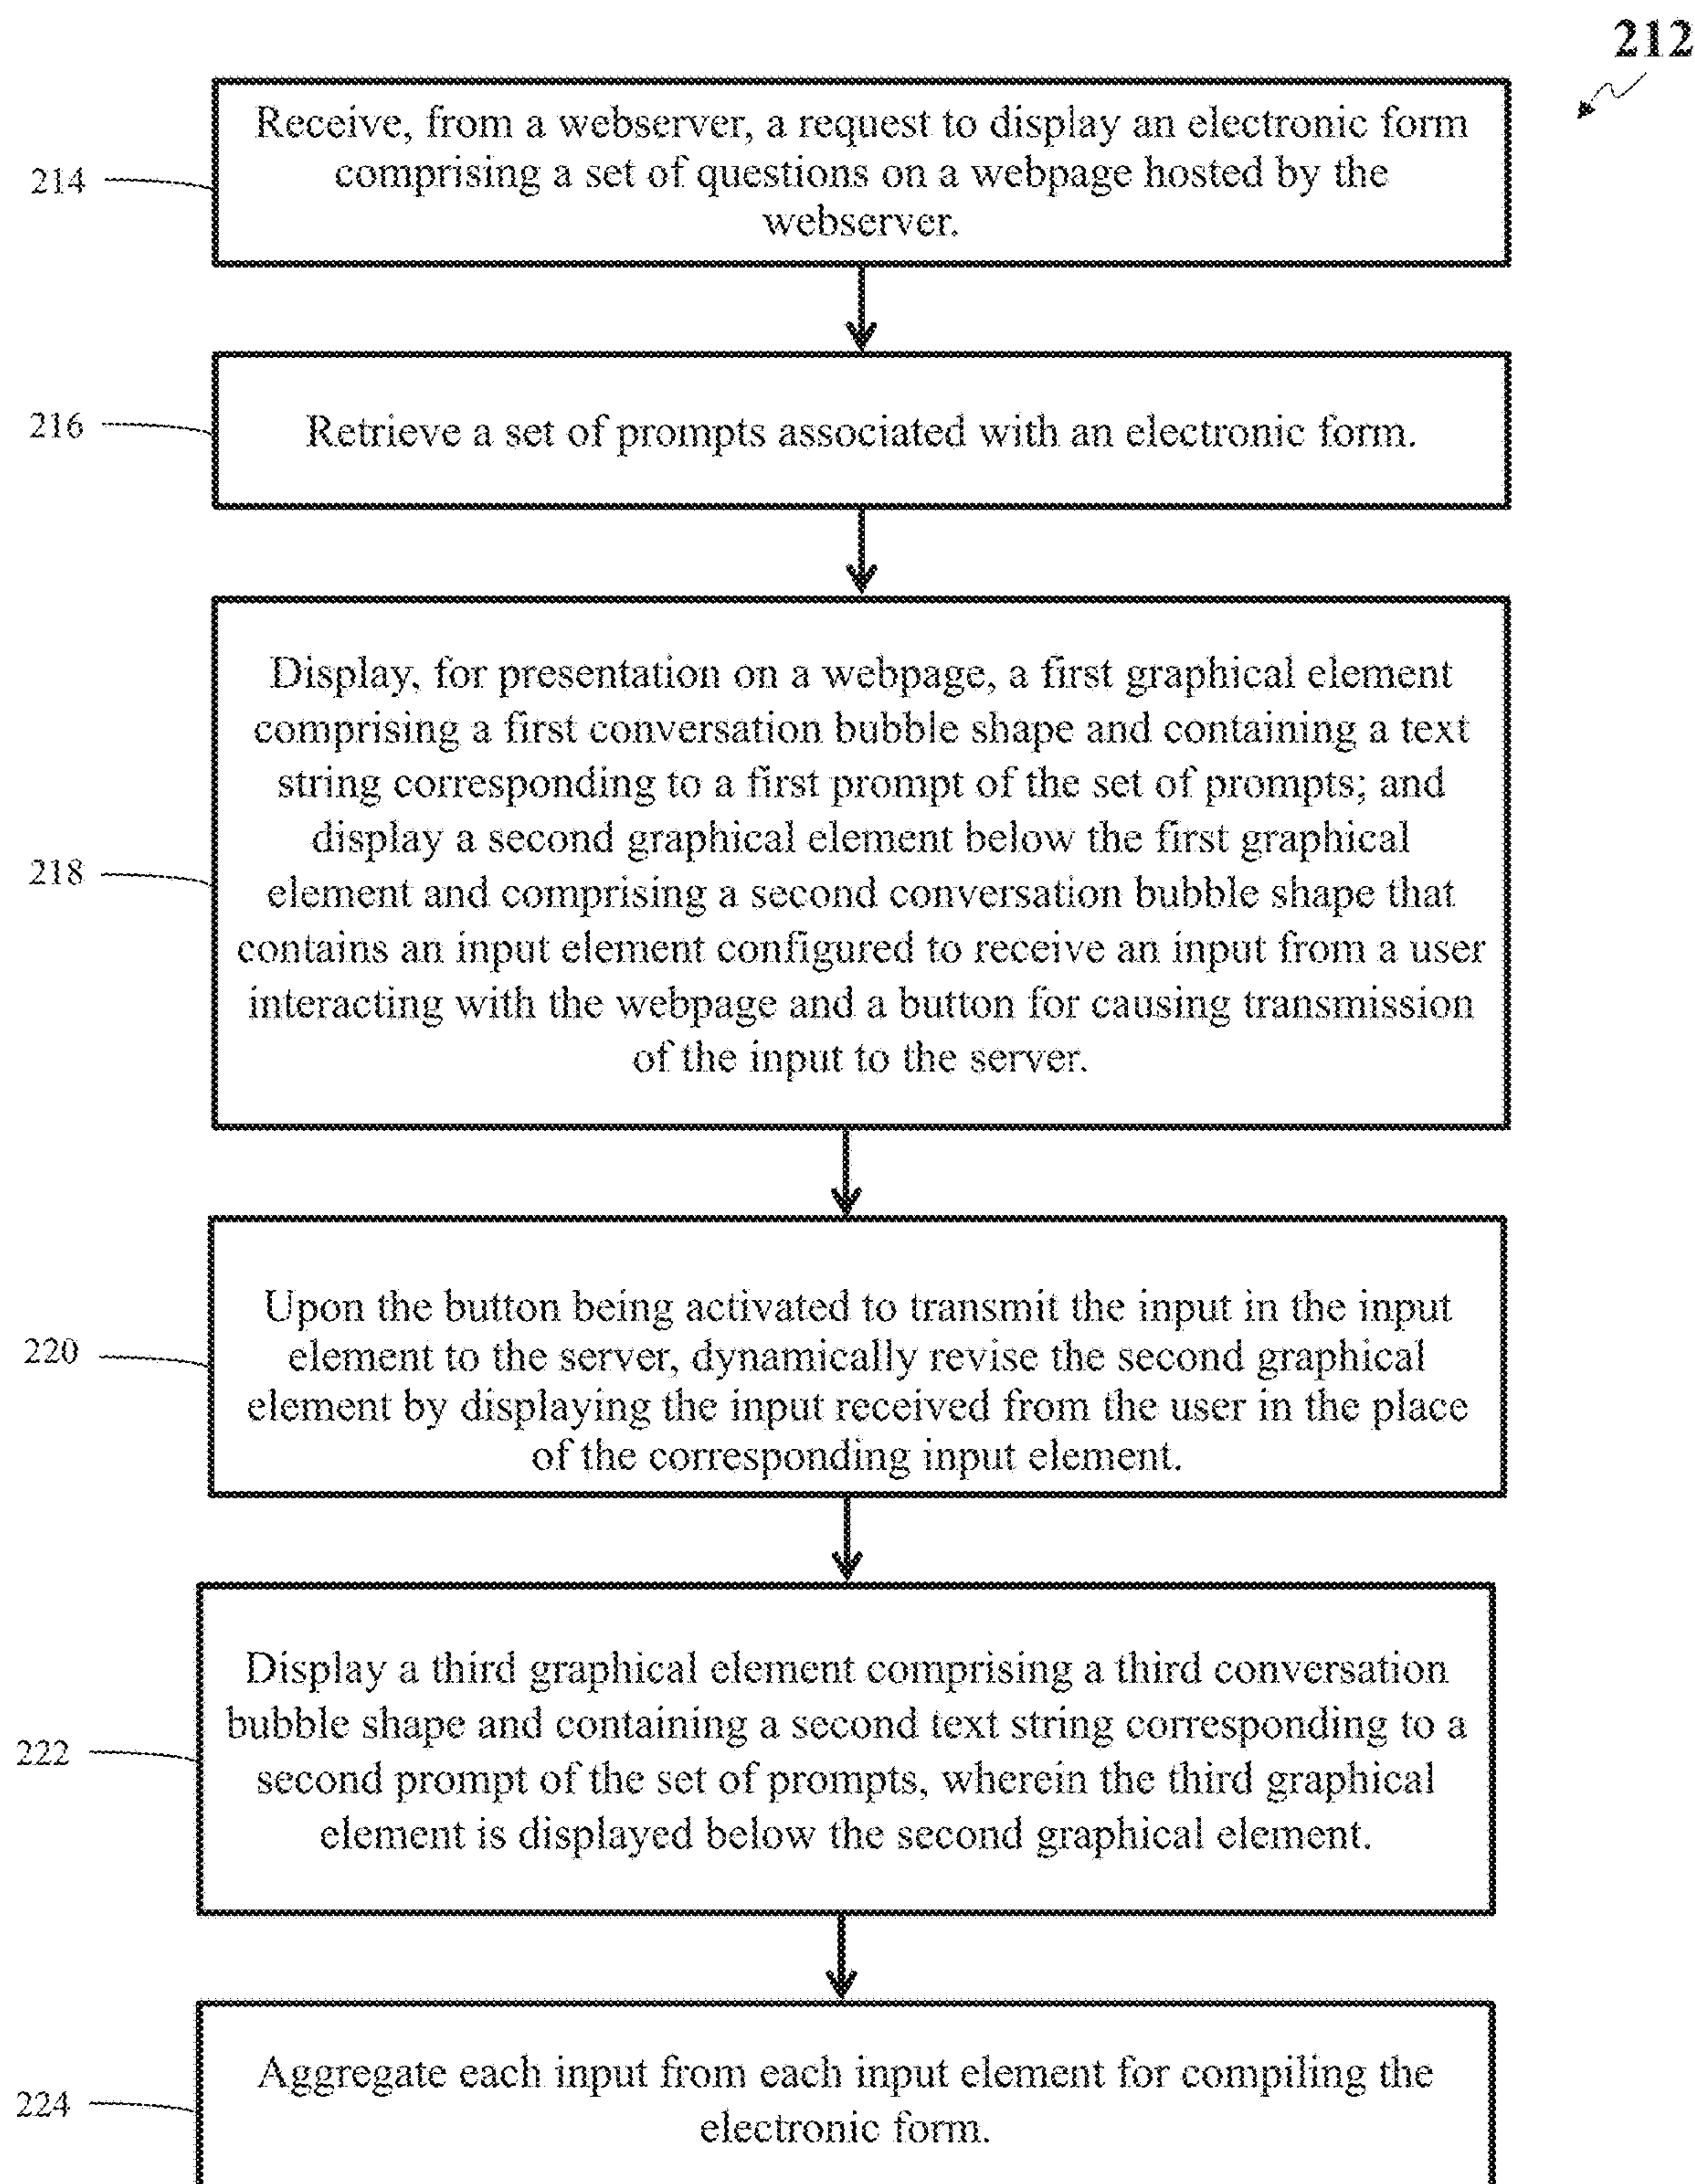 212
214
Receive, from a webserver, a request to display an electronic form
comprising a set of questions on a webpage hosted by the
webserver.
216
Retrieve a set of prompts associated with an electronic form.
218
Display, for presentation on a webpage, a first graphical element
comprising a first conversation bubble shape and containing a text
string corresponding to a first prompt of the set of prompts; and
display a second graphical element below the first graphical
element and comprising a second conversation bubble shape that
contains an input element configured to receive an input from a user
interacting with the webpage and a button for causing transmission
of the input to the server.
220
Upon the button being activated to transmit the input in the input
element to the server, dynamically revise the second graphical
element by displaying the input received from the user in the place
of the corresponding input element.
222
Display a third graphical element comprising a third conversation
bubble shape and containing a second text string corresponding to a
second prompt of the set of prompts, wherein the third graphical
element is displayed below the second graphical element.
224
Aggregate each input from each input element for compiling the
electronic form.